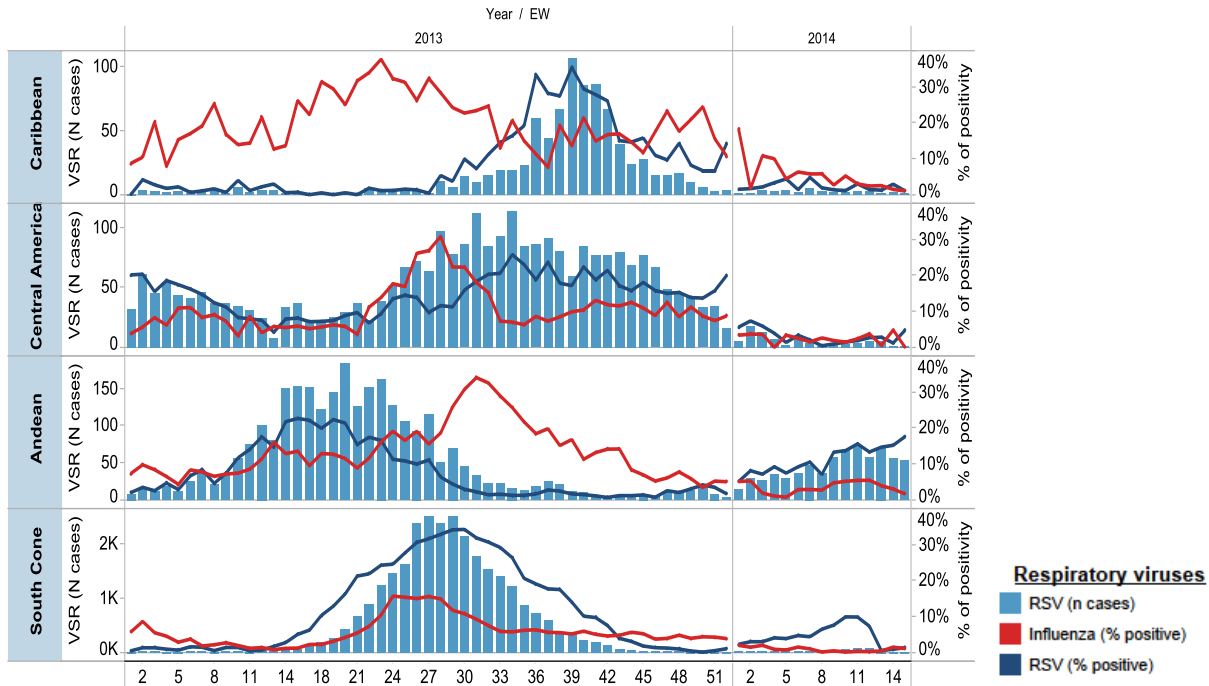 Year / EW
2013 2014
Caribbean
VSR (N cases)
100
50
0
40%
30%
20%
10%
0%
% of positivity
Central America
VSR (N cases)
100
50
0
40%
30%
20%
10%
0%
% of positivity
Andean
VSR (N cases)
150
100
50
0
40%
30%
20%
10%
0%
% of positivity
South Cone
VSR (N cases)
2K
1K
0K
40%
30%
20%
10%
0%
% of positivity
2 5 8 11 14 18 21 24 27 30 33 36 39 42 45 48 51 2 5 8 11 14
Respiratory viruses
RSV (n cases)
Influenza (% positive)
RSV (% positive)